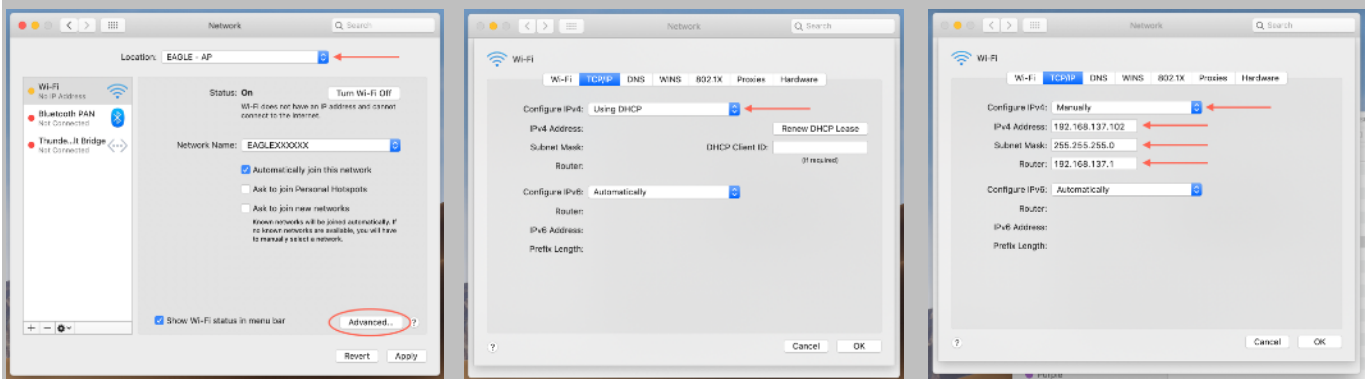 Network
Search
Location: EAGLE - AP
Wi-Fi
No IP Address
Bluetooth PAN
Not Connected
Thunde...lt Bridge
Not Connected
Status: On
Turn Wi-Fi Off
Wi-Fi does not have an IP address and cannot
connect to the Internet.
Network Name: EAGLEXXXXXX
Automatically join this network
Ask to join Personal Hotspots
Ask to join new networks
Known networks will be joined automatically. If
no known networks are available, you will have
to manually select a network.
Show Wi-Fi status in menu bar
Advanced...
?
Revert
Apply
Network
Search
Wi-Fi
Wi-Fi TCP/IP DNS WINS 802.1X Proxies Hardware
Configure IPv4: Using DHCP
IPv4 Address:
Renew DHCP Lease
Subnet Mask:
DHCP Client ID:
(If required)
Router:
Configure IPv6: Automatically
Router:
IPv6 Address:
Prefix Length:
?
Cancel
OK
Network
Search
Wi-Fi
Wi-Fi TCP/IP DNS WINS 802.1X Proxies Hardware
Configure IPv4: Manually
IPv4 Address: 192.168.137.102
Subnet Mask: 255.255.255.0
Router: 192.168.137.1
Configure IPv6: Automatically
Router:
IPv6 Address:
Prefix Length:
?
Cancel
OK
Purple